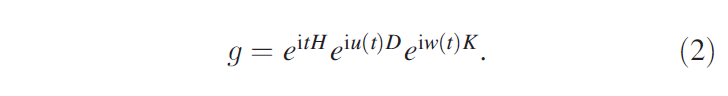 g = e^{itH} e^{iu(t)D} e^{iw(t)K}. (2)